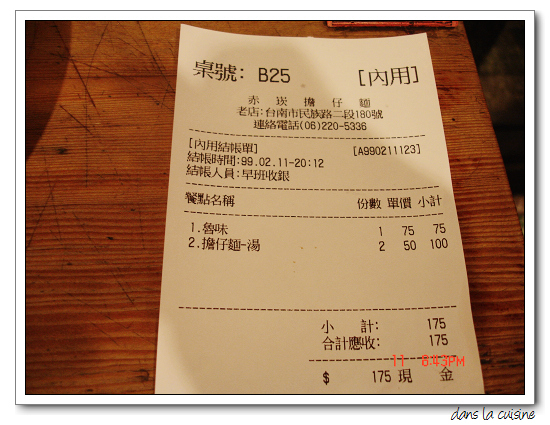 桌號: B25 [內用]
赤崁擔仔麵
老店:台南市民族路二段180號
連絡電話(06)220-5336
[內用結帳單] [A990211123]
結帳時間:99.02.11-20:12
結帳人員:早班收銀
餐點名稱 份數 單價 小計
1.魯味 1 75 75
2.擔仔麵-湯 2 50 100
小 計: 175
合計應收: 175
11 6:43PM
$ 175 現 金
dans la cuisine